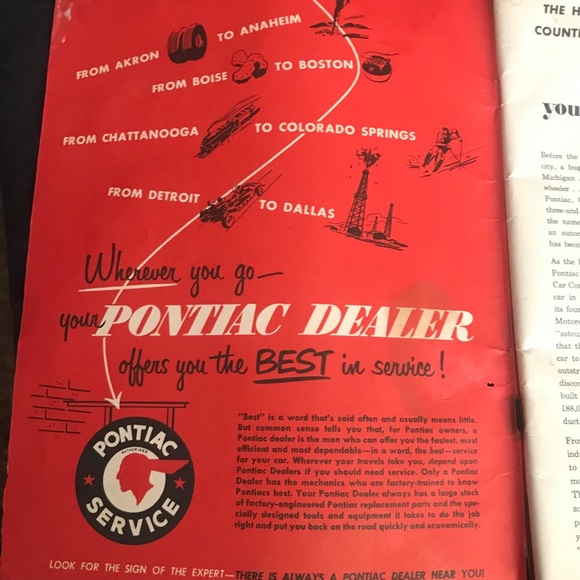 FROM AKRON TO ANAHEIM
FROM BOISE TO BOSTON
FROM CHATTANOOGA TO COLORADO SPRINGS
FROM DETROIT TO DALLAS
Wherever you go—
your PONTIAC DEALER
offers you the BEST in service!
PONTIAC
AUTHORIZED
SERVICE
"Best" is a word that's said often and usually means little.
But common sense tells you that, for Pontiac owners, a
Pontiac dealer is the man who can offer you the fastest, most
efficient and most dependable—in a word, the best—service
for your car. Wherever your travels take you, depend upon
Pontiac Dealers if you should need service. Only a Pontiac
Dealer has the mechanics who are factory-trained to know
Pontiacs best. Your Pontiac Dealer always has a large stock
of factory-engineered Pontiac replacement parts and the spe-
cially designed tools and equipment it takes to do the job
right and put you back on the road quickly and economically.
LOOK FOR THE SIGN OF THE EXPERT—THERE IS ALWAYS A PONTIAC DEALER NEAR YOU!
THE H
COUNT
you
Before the
city, a bug
Michigan .
wheeler . .
Pontiac.
three-and-
the name
an auto
has beco
As the
Pontiac
Car Co
car in
its fou
Motors
"astou
that t
car to
outstr
discon
built
188,0
duct
Fro
ind
to
mo
Th
zo